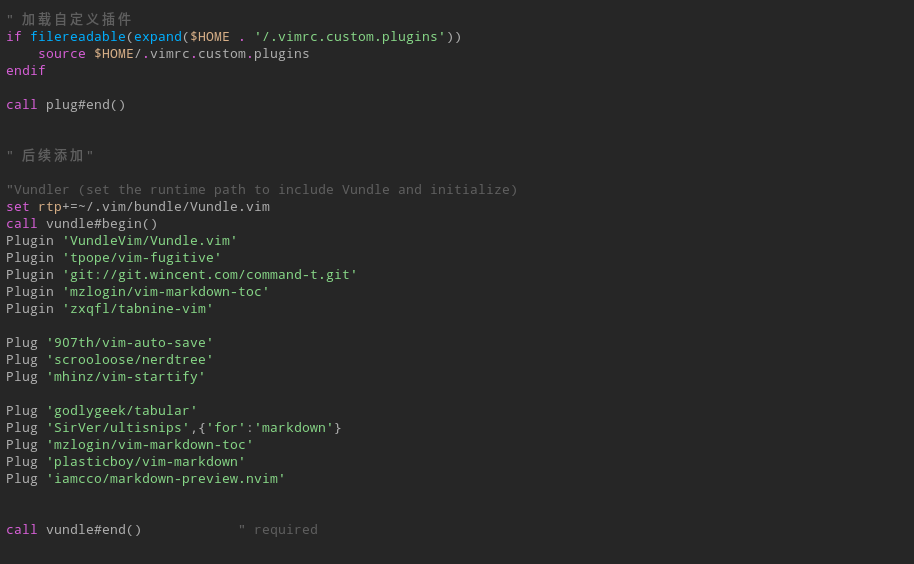 " 加载自定义插件
if filereadable(expand($HOME . '/.vimrc.custom.plugins'))
    source $HOME/.vimrc.custom.plugins
endif
call plug#end()
" 后续添加"
"Vundler (set the runtime path to include Vundle and initialize)
set rtp+=~/.vim/bundle/Vundle.vim
call vundle#begin()
Plugin 'VundleVim/Vundle.vim'
Plugin 'tpope/vim-fugitive'
Plugin 'git://git.wincent.com/command-t.git'
Plugin 'mzlogin/vim-markdown-toc'
Plugin 'zxqfl/tabnine-vim'
Plug '907th/vim-auto-save'
Plug 'scrooloose/nerdtree'
Plug 'mhinz/vim-startify'
Plug 'godlygeek/tabular'
Plug 'SirVer/ultisnips',{'for':'markdown'}
Plug 'mzlogin/vim-markdown-toc'
Plug 'plasticboy/vim-markdown'
Plug 'iamcco/markdown-preview.nvim'
call vundle#end()            " required